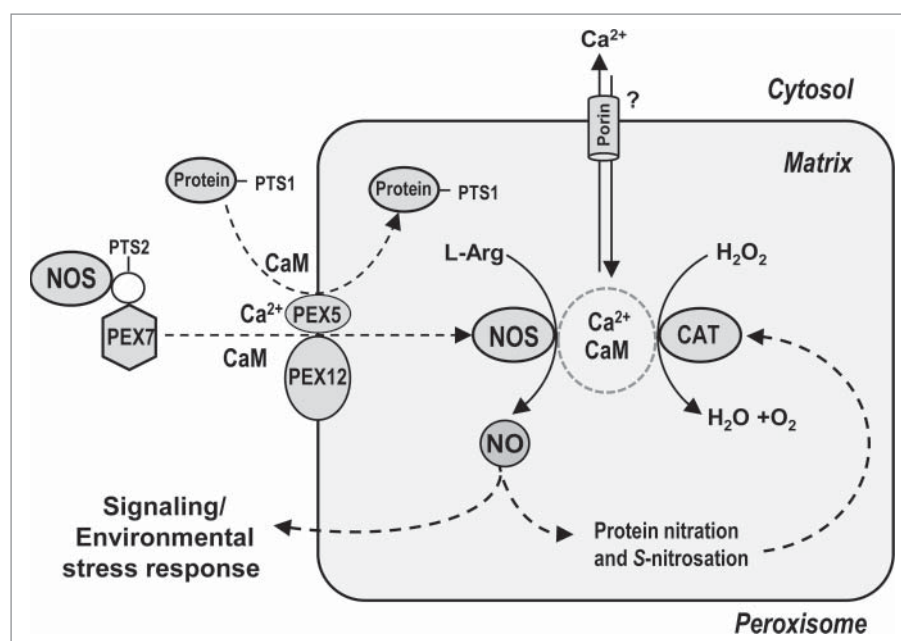 Ca²⁺
?
Cytosol
Porin
Matrix
Protein
PTS1
Protein
PTS1
PTS2
NOS
PEX7
CaM
Ca²⁺
PEX5
CaM
PEX12
L-Arg
H₂O₂
NOS
Ca²⁺
CaM
CAT
NO
H₂O +O₂
Signaling/
Environmental
stress response
Protein nitration
and S-nitrosation
Peroxisome